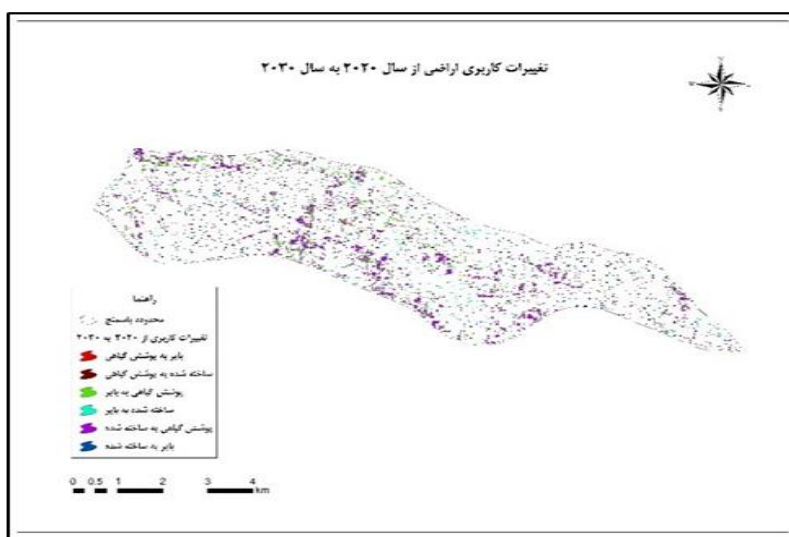 تغییرات کاربری اراضی از سال ۲۰۲۰ به سال ۲۰۳۰
راهنما
محدوده باسمنج
تغییرات کاربری از ۲۰۲۰ به ۲۰۳۰
بایر به پوشش گیاهی
ساخته شده به پوشش گیاهی
پوشش گیاهی به بایر
ساخته شده به بایر
پوشش گیاهی به ساخته شده
بایر به ساخته شده
0 0.5 1 2 3 4
km